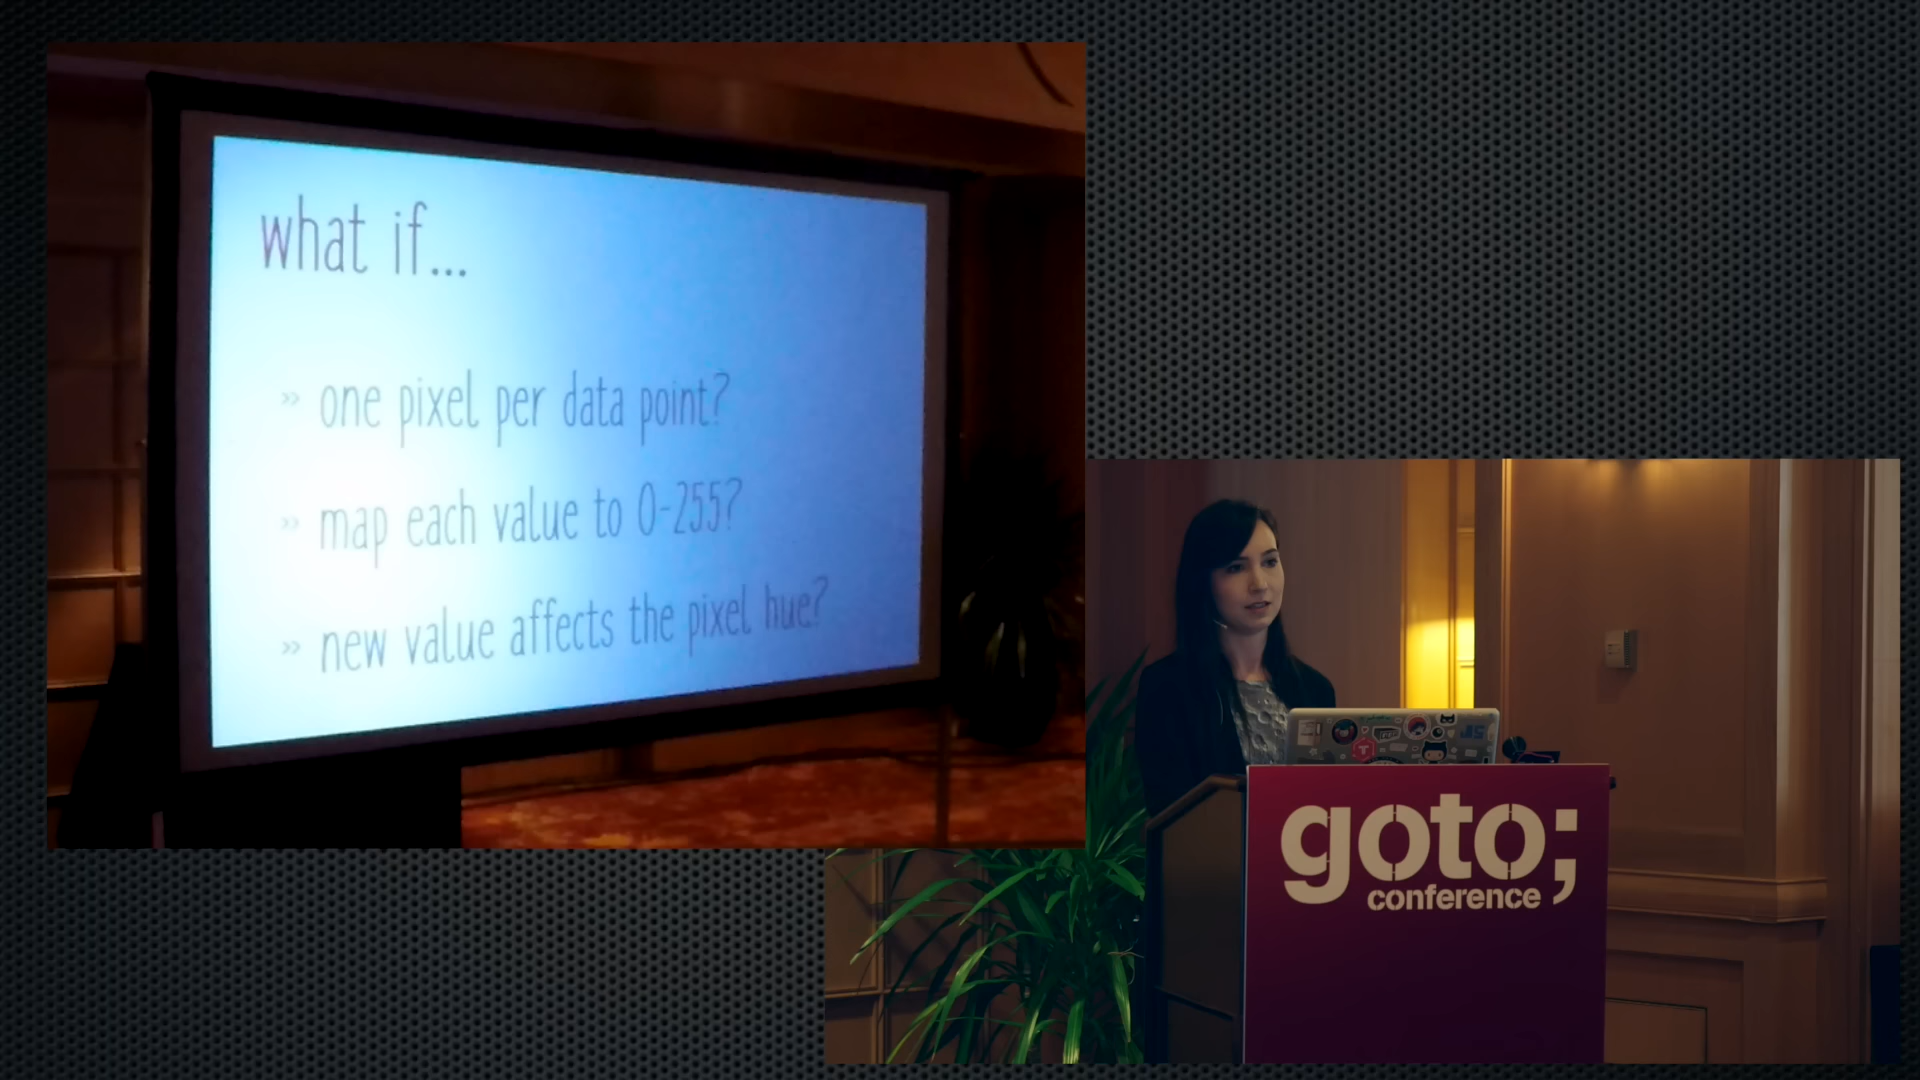 what if...
» one pixel per data point?
» map each value to 0-255?
» new value affects the pixel hue?
goto;
conference